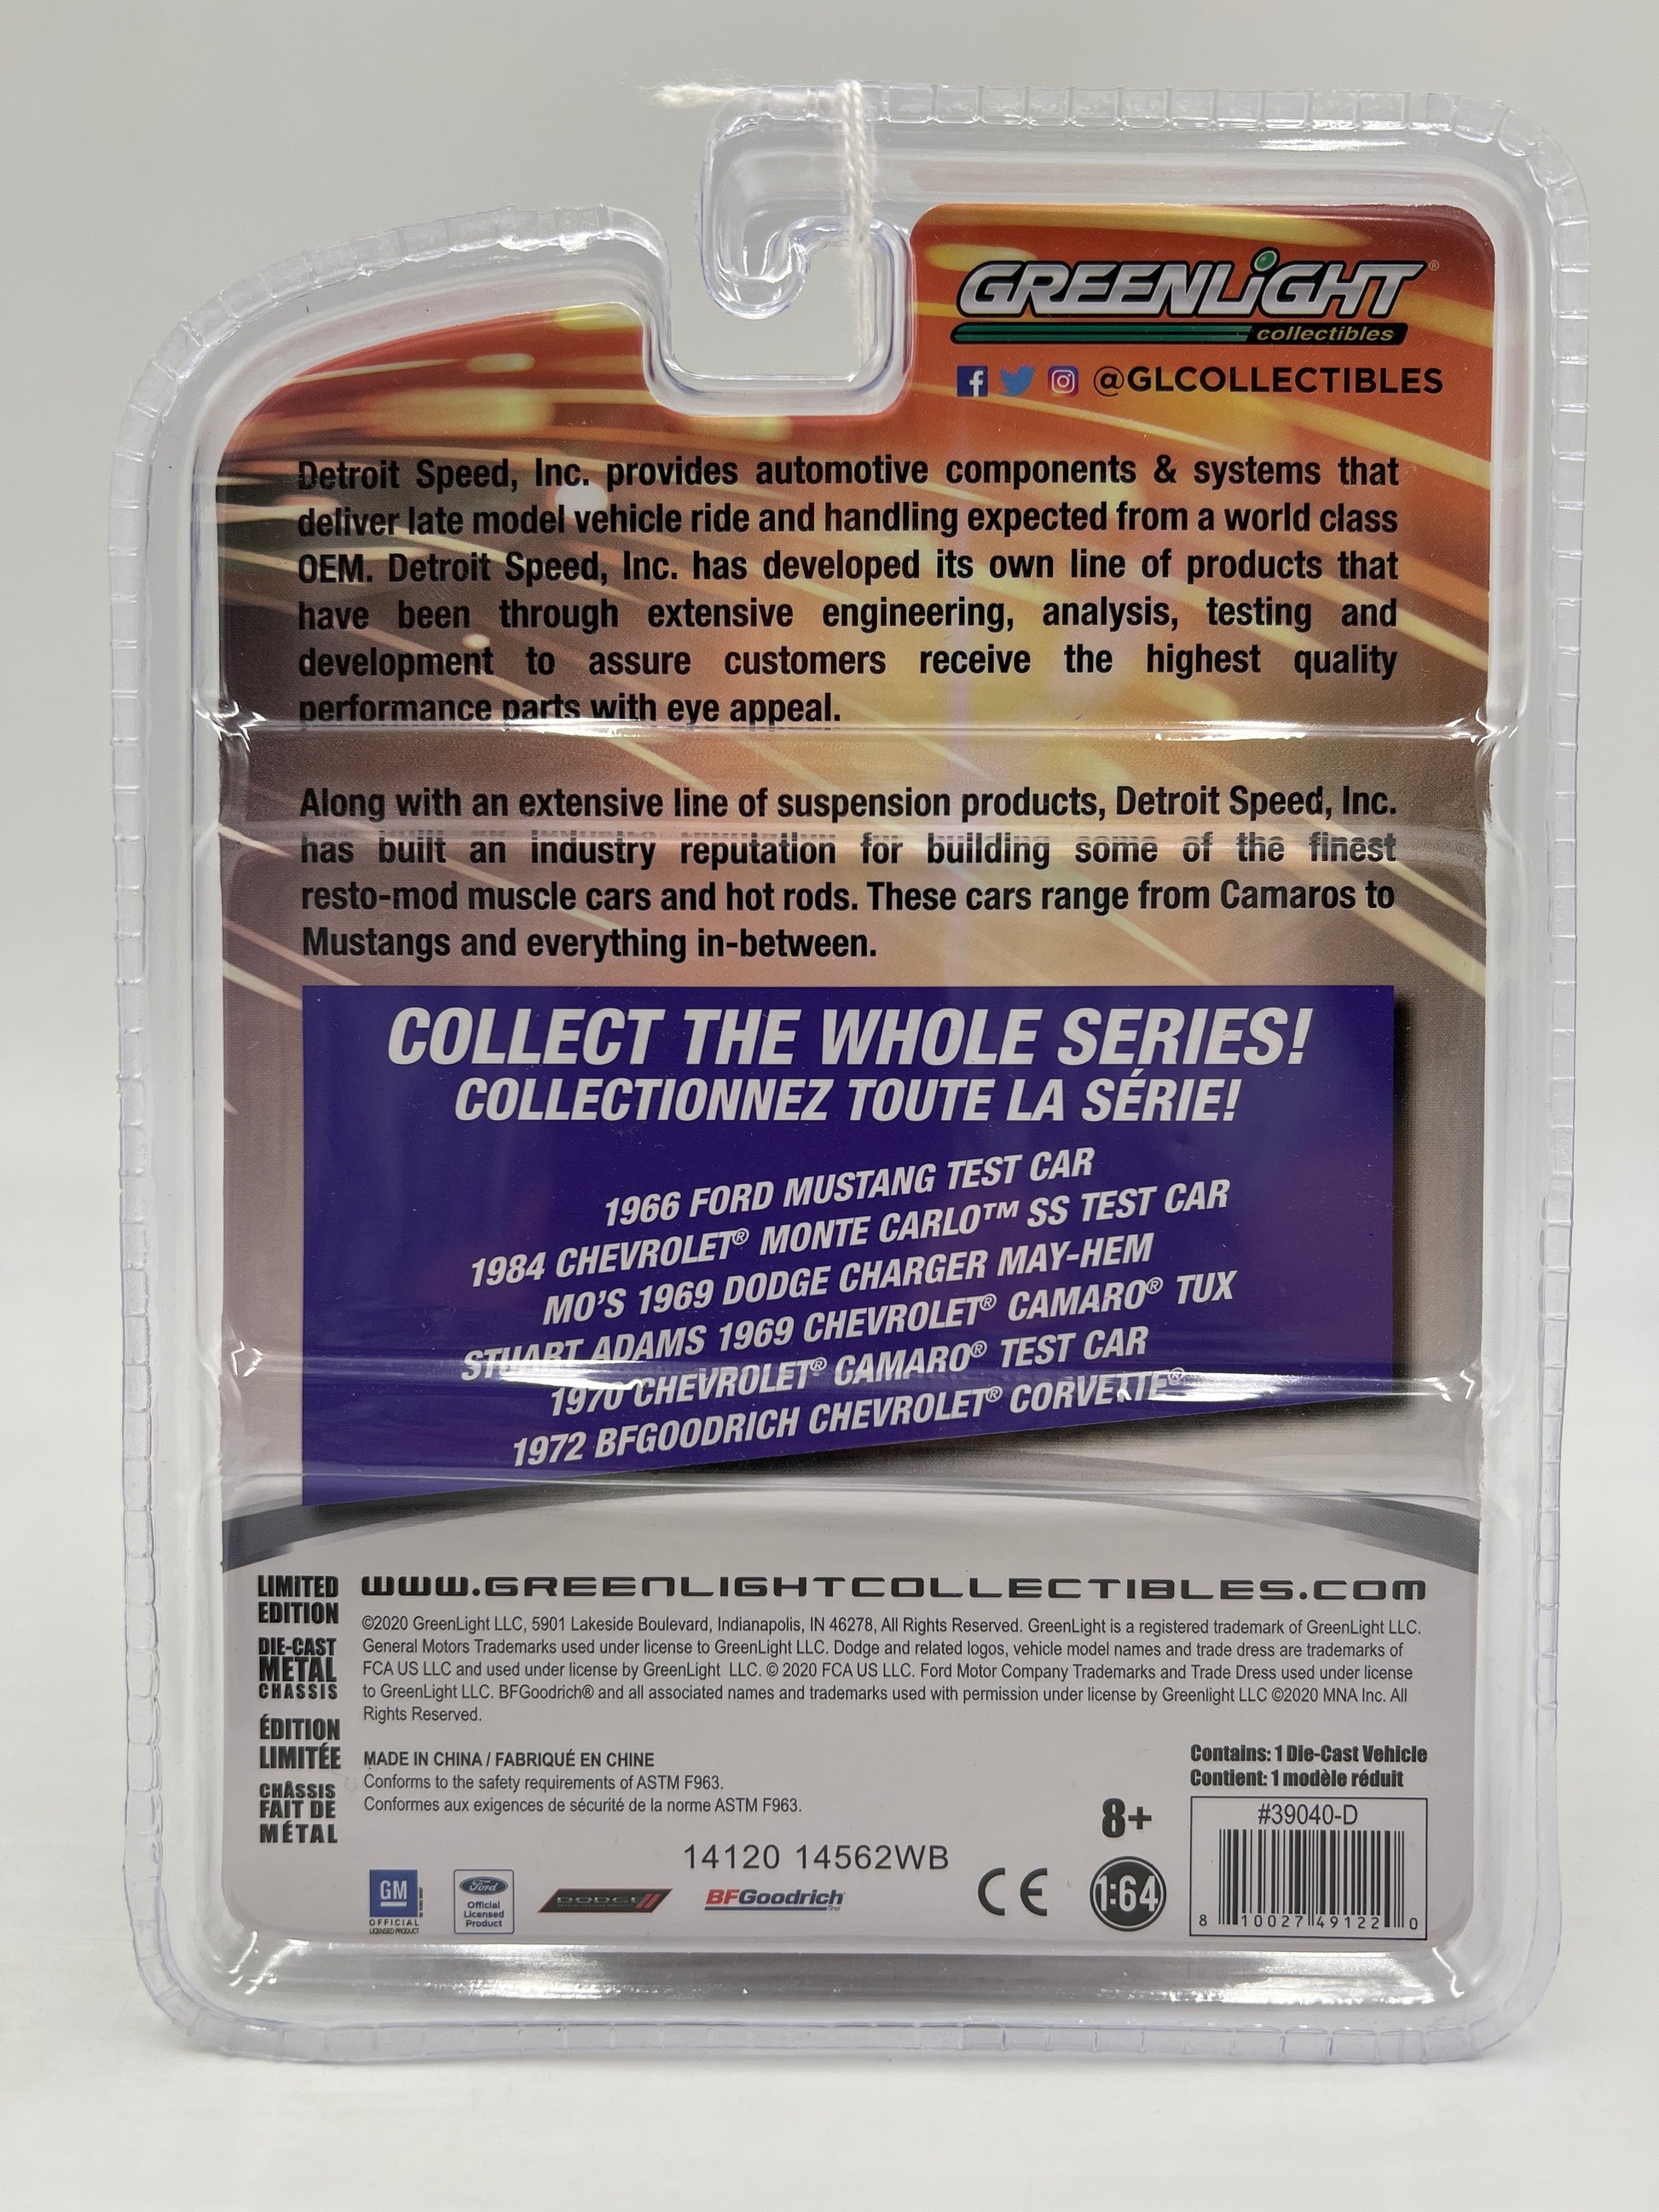 GREENLiGHT®
collectibles
@GLCOLLECTIBLES
Detroit Speed, Inc. provides automotive components & systems that
deliver late model vehicle ride and handling expected from a world class
OEM. Detroit Speed, Inc. has developed its own line of products that
have been through extensive engineering, analysis, testing and
development to assure customers receive the highest quality
performance parts with eye appeal.
Along with an extensive line of suspension products, Detroit Speed, Inc.
has built an industry reputation for building some of the finest
resto-mod muscle cars and hot rods. These cars range from Camaros to
Mustangs and everything in-between.
COLLECT THE WHOLE SERIES!
COLLECTIONNEZ TOUTE LA SÉRIE!
1966 FORD MUSTANG TEST CAR
1984 CHEVROLET® MONTE CARLO™ SS TEST CAR
MO'S 1969 DODGE CHARGER MAY-HEM
STUART ADAMS 1969 CHEVROLET® CAMARO® TUX
1970 CHEVROLET® CAMARO® TEST CAR
1972 BFGOODRICH CHEVROLET® CORVETTE®
LIMITED
EDITION
DIE-CAST
METAL
CHASSIS
ÉDITION
LIMITÉE
CHÂSSIS
FAIT DE
MÉTAL
WWW.GREENLIGHTCOLLECTIBLES.COM
©2020 GreenLight LLC, 5901 Lakeside Boulevard, Indianapolis, IN 46278, All Rights Reserved. GreenLight is a registered trademark of GreenLight LLC.
General Motors Trademarks used under license to GreenLight LLC. Dodge and related logos, vehicle model names and trade dress are trademarks of
FCA US LLC and used under license by GreenLight LLC. © 2020 FCA US LLC. Ford Motor Company Trademarks and Trade Dress used under license
to GreenLight LLC. BFGoodrich® and all associated names and trademarks used with permission under license by Greenlight LLC ©2020 MNA Inc. All
Rights Reserved.
MADE IN CHINA / FABRIQUÉ EN CHINE
Conforms to the safety requirements of ASTM F963.
Conformes aux exigences de sécurité de la norme ASTM F963.
Contains: 1 Die-Cast Vehicle
Contient: 1 modèle réduit
8+
#39040-D
14120 14562WB
GM
OFFICIAL
LICENSED PRODUCT
Ford
Official
Licensed
Product
DODGE
BFGoodrich
CE
1:64
8 10027 49122 0